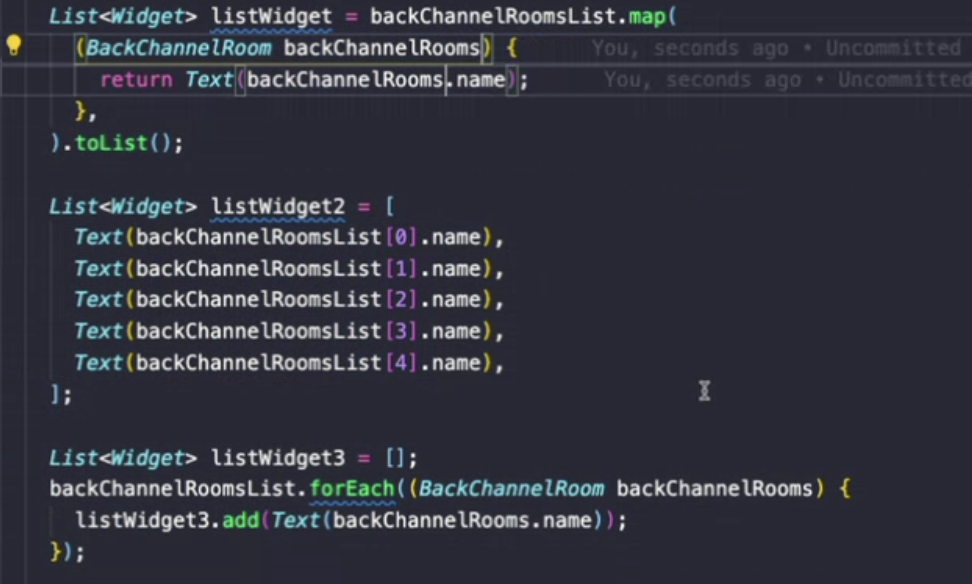 List<Widget> listWidget = backChannelRoomsList.map(
(BackChannelRoom backChannelRooms) { You, seconds ago • Uncommitted
return Text(backChannelRooms.name); You, seconds ago • Uncommitted
},
).toList();
List<Widget> listWidget2 = [
Text(backChannelRoomsList[0].name),
Text(backChannelRoomsList[1].name),
Text(backChannelRoomsList[2].name),
Text(backChannelRoomsList[3].name),
Text(backChannelRoomsList[4].name),
];
List<Widget> listWidget3 = [];
backChannelRoomsList.forEach((BackChannelRoom backChannelRooms) {
listWidget3.add(Text(backChannelRooms.name));
});